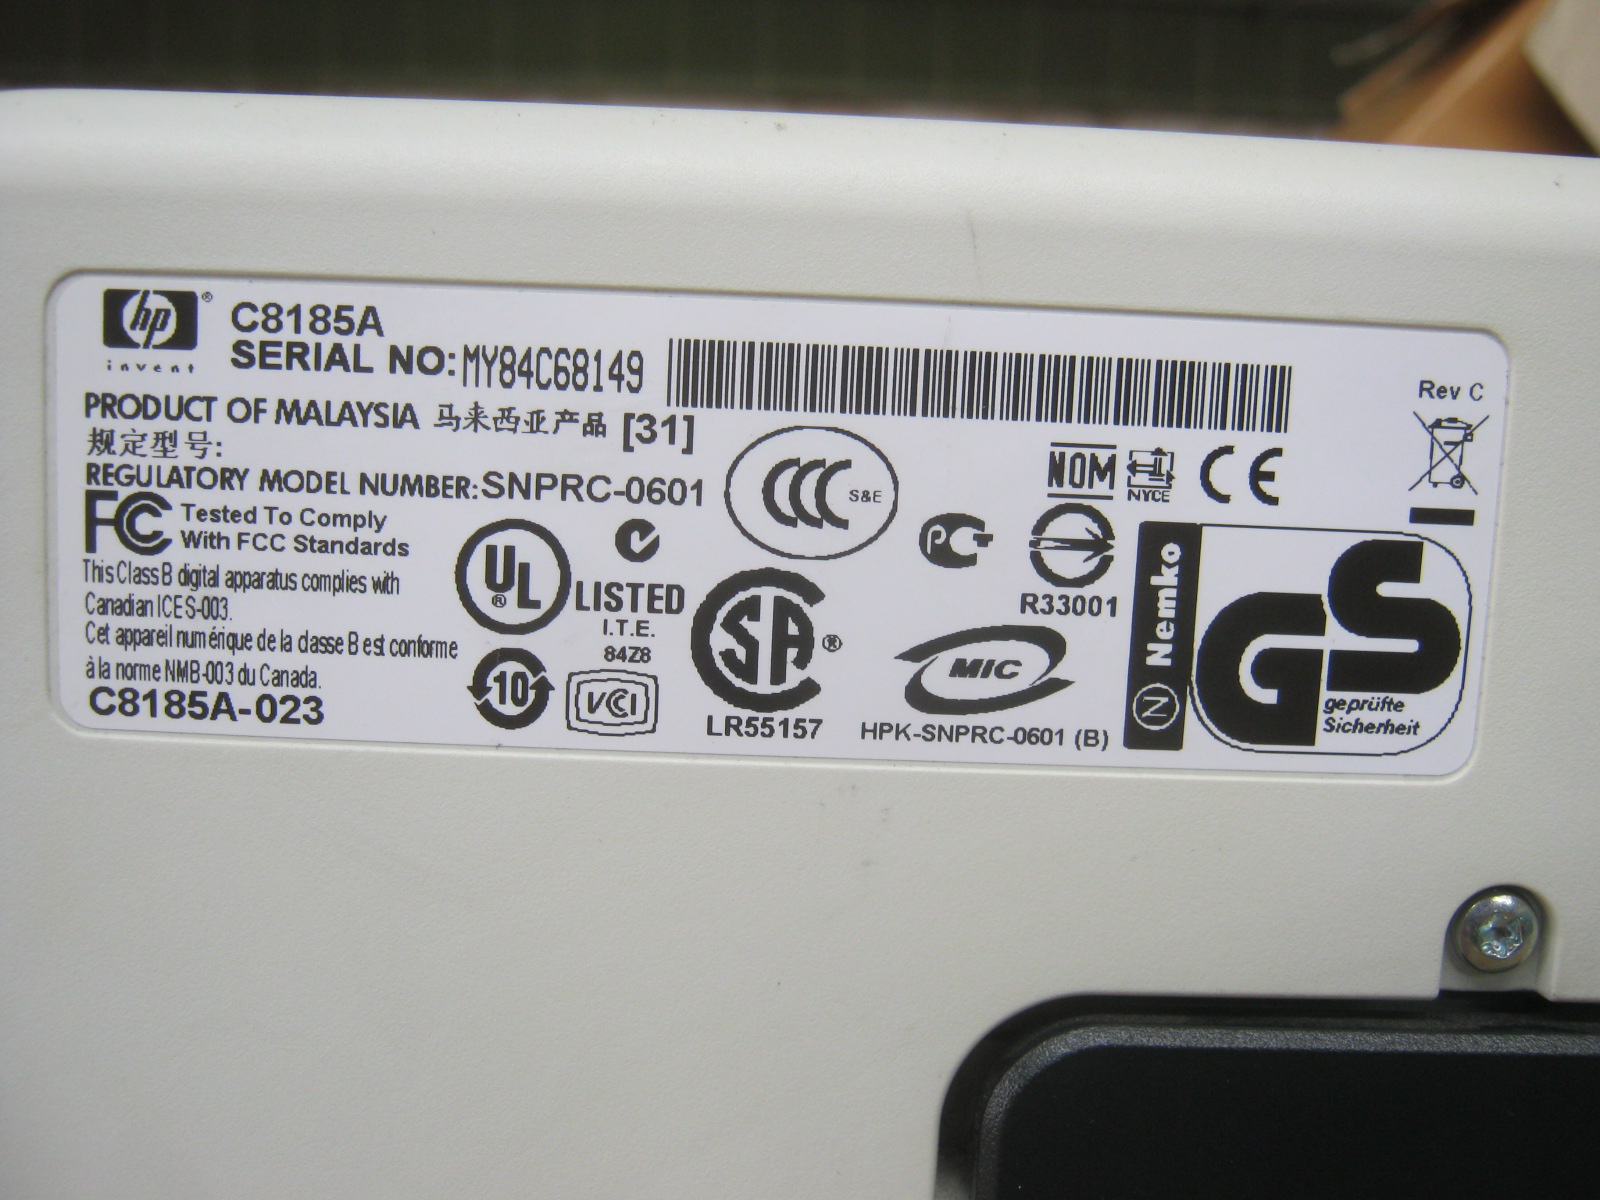 hp ®
invent
C8185A
SERIAL NO: MY84C68149
PRODUCT OF MALAYSIA 马来西亚产品 [31]
规定型号:
REGULATORY MODEL NUMBER: SNPRC-0601
FC Tested To Comply
With FCC Standards
This Class B digital apparatus complies with
Canadian ICES-003.
Cet appareil numérique de la classe B est conforme
à la norme NMB-003 du Canada.
C8185A-023
UL ®
LISTED
I.T.E.
84Z8
10
VCI
CCC S&E
SA ®
LR55157
PC
R33001
MIC
HPK-SNPRC-0601 (B)
NOM
NYCE
CE
Rev C
N Nemko
GS
geprüfte
Sicherheit